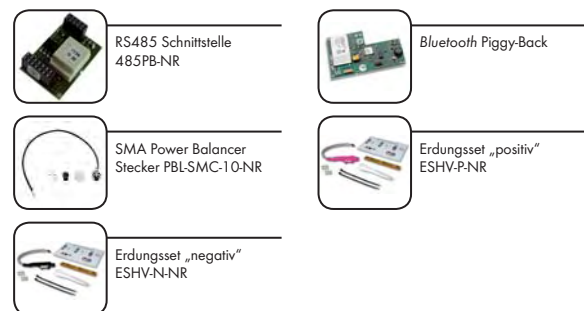 RS485 Schnittstelle
485PB-NR
Bluetooth Piggy-Back
SMA Power Balancer
Stecker PBL-SMC-10-NR
Erdungsset „positiv“
ESHV-P-NR
Erdungsset „negativ“
ESHV-N-NR